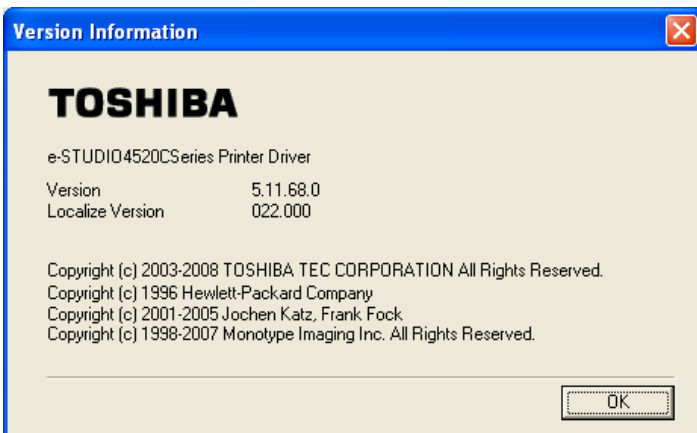 Version Information
TOSHIBA
e-STUDIO4520CSeries Printer Driver
Version 5.11.68.0
Localize Version 022.000
Copyright (c) 2003-2008 TOSHIBA TEC CORPORATION All Rights Reserved.
Copyright (c) 1996 Hewlett-Packard Company
Copyright (c) 2001-2005 Jochen Katz, Frank Fock
Copyright (c) 1998-2007 Monotype Imaging Inc. All Rights Reserved.
OK